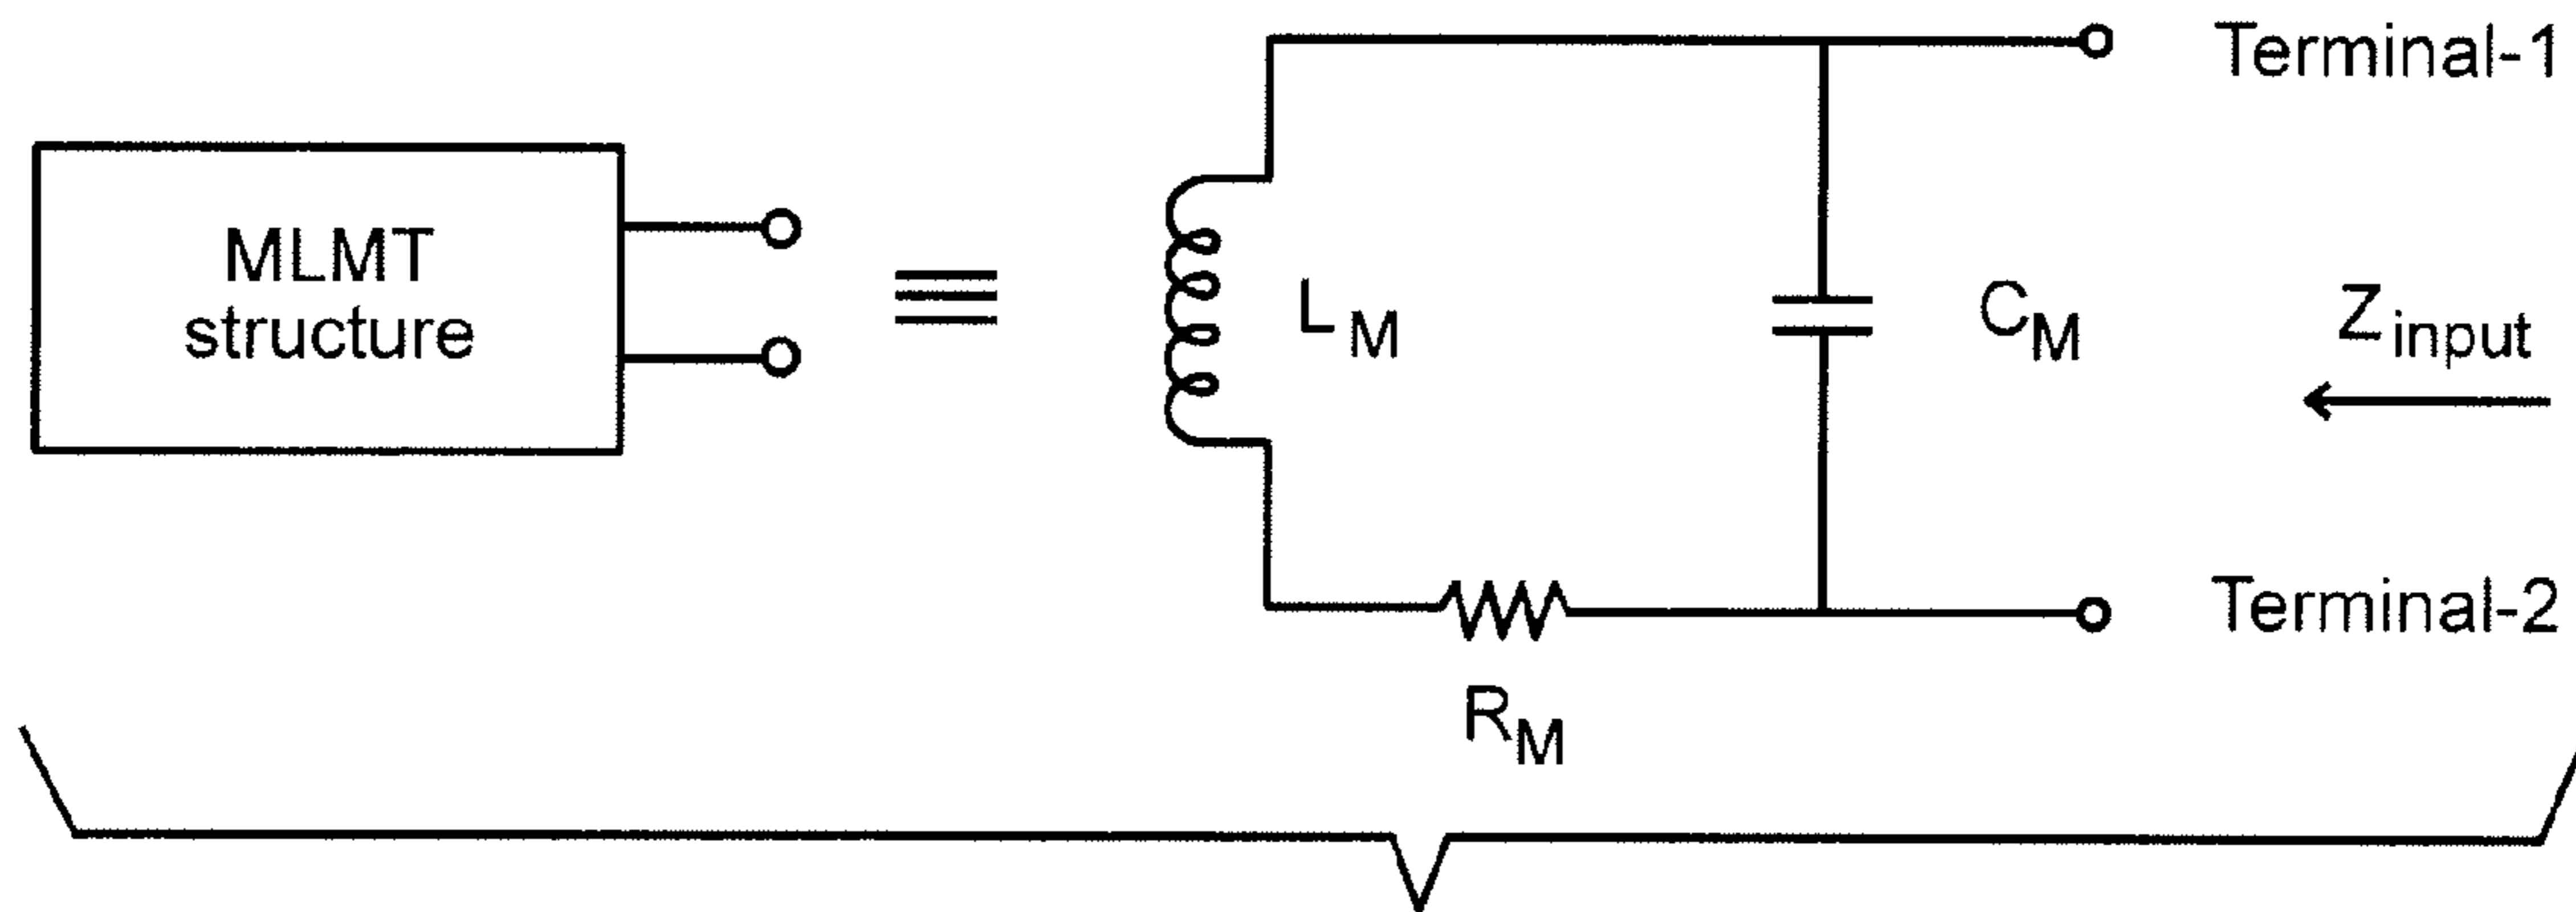 Terminal-1
MLMT
structure
≡
L_M
C_M
Z_input
Terminal-2
R_M